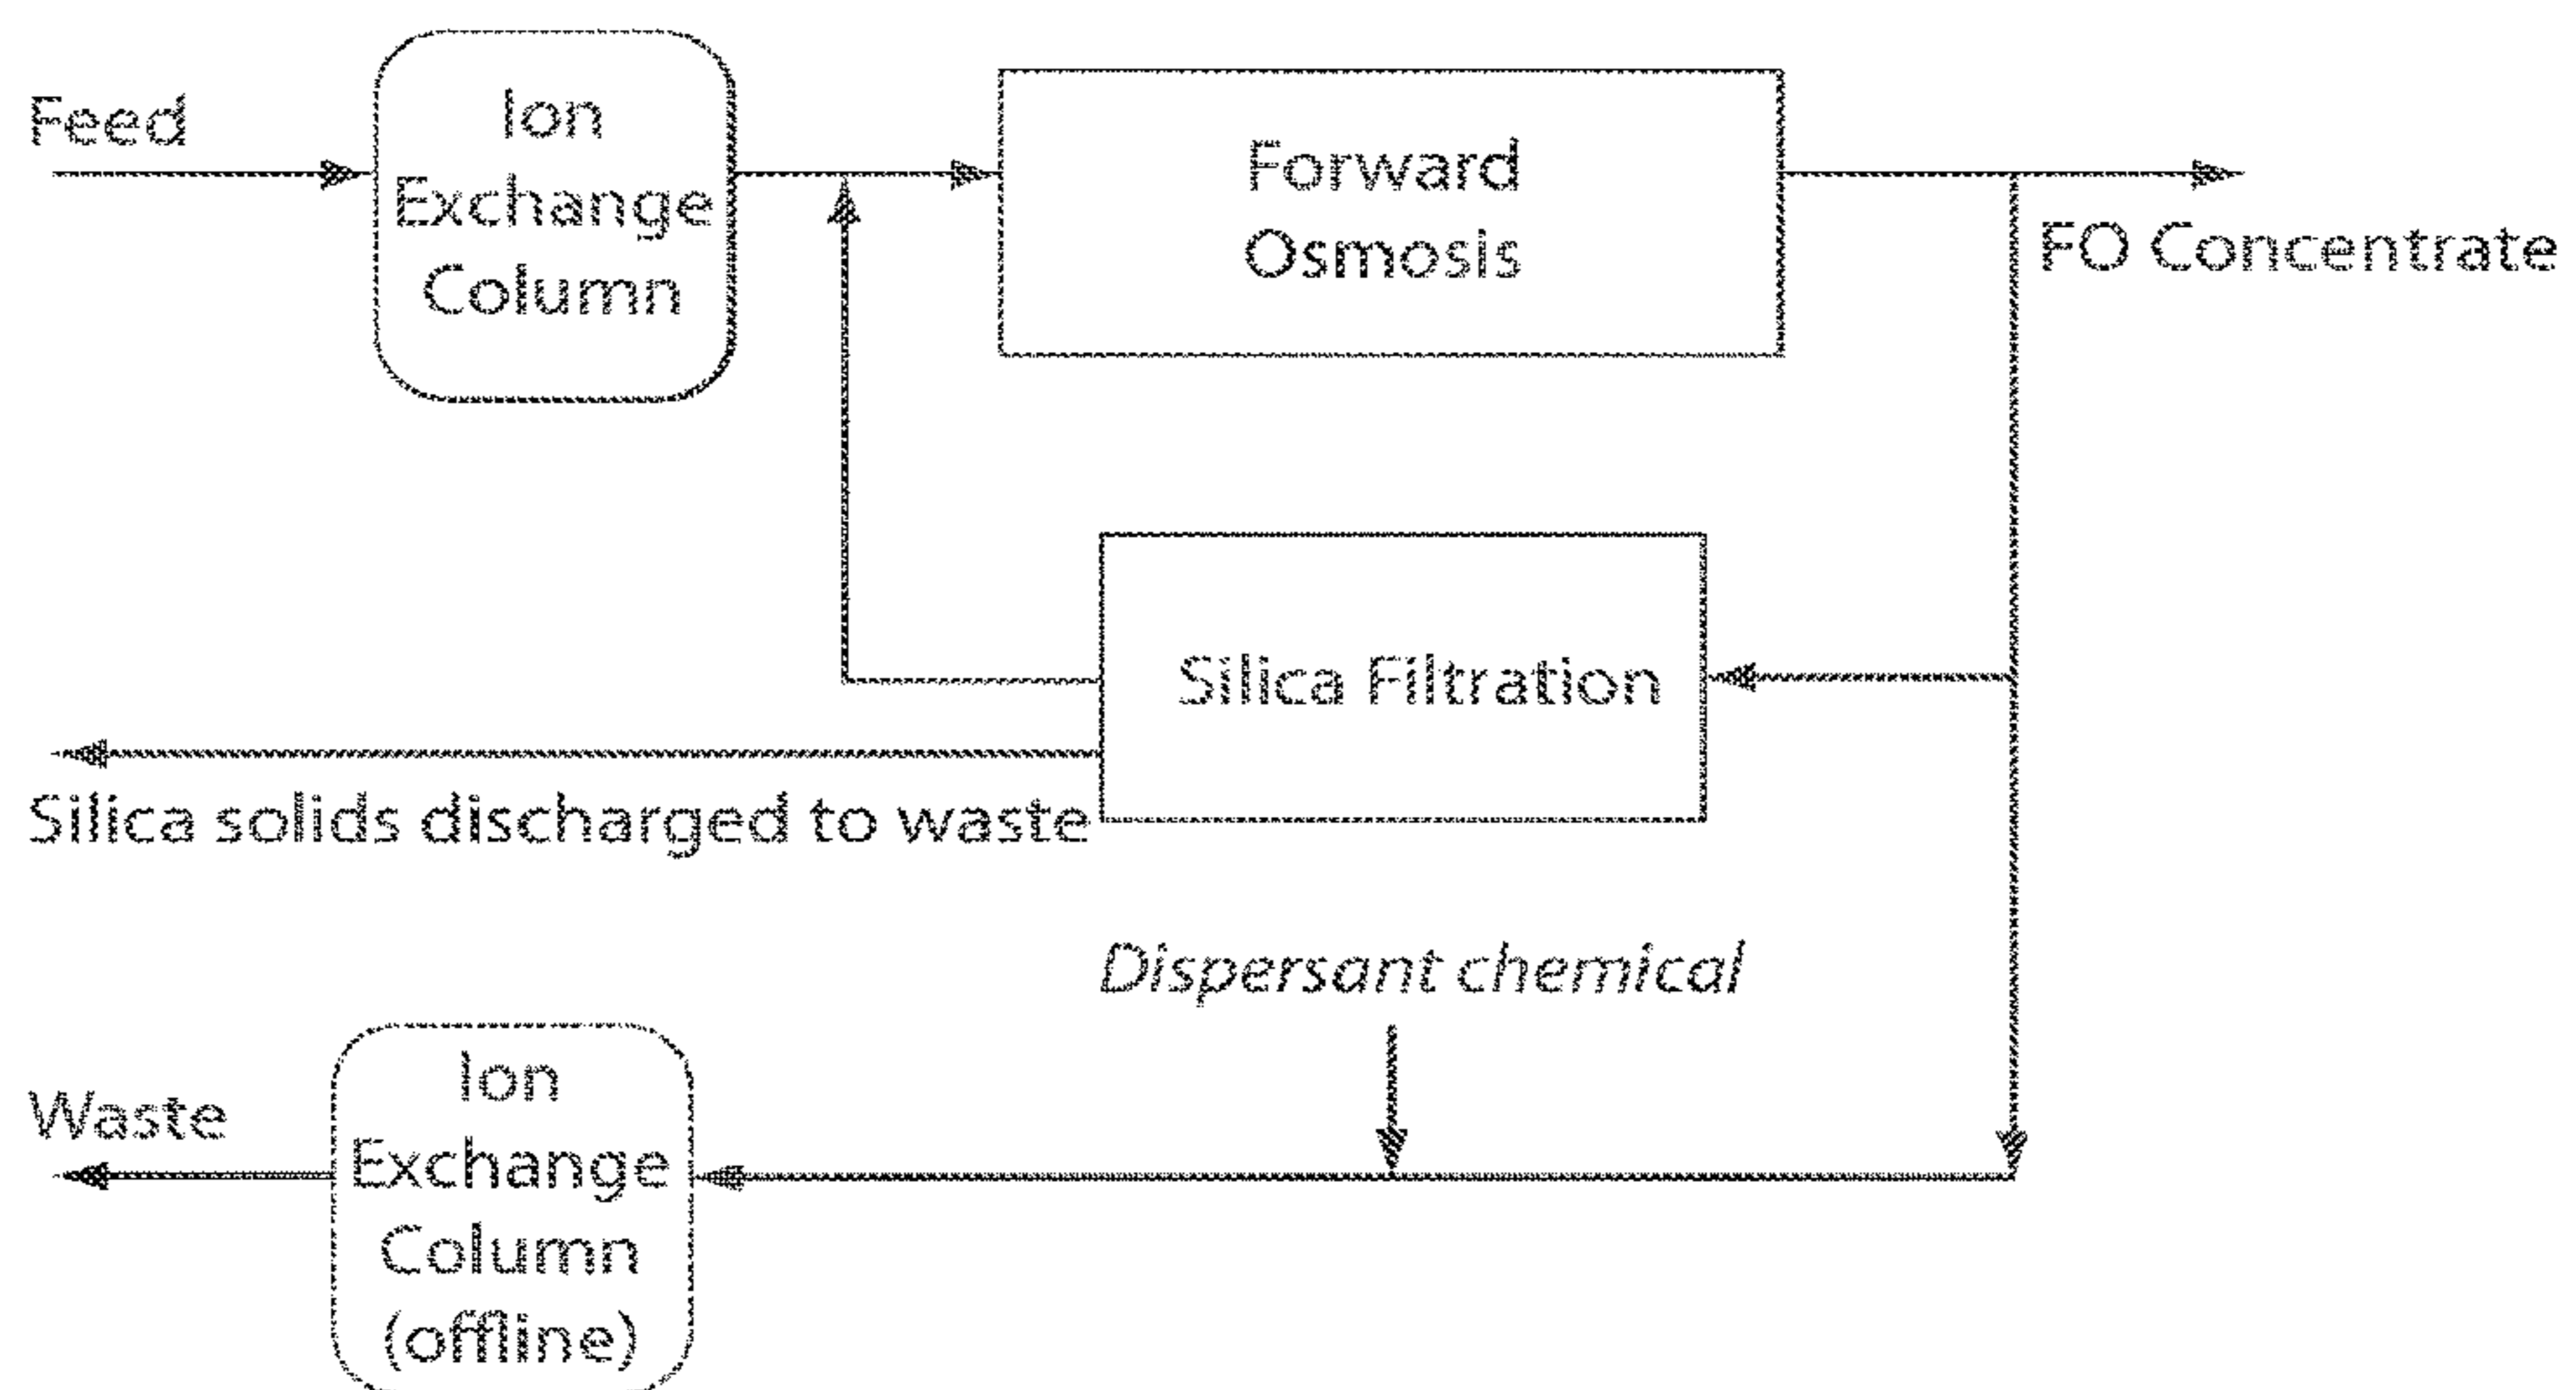 Feed
Ion
Exchange
Column
Forward
Osmosis
FO Concentrate
Silica Filtration
Silica solids discharged to waste
Dispersant chemical
Waste
Ion
Exchange
Column
(offline)